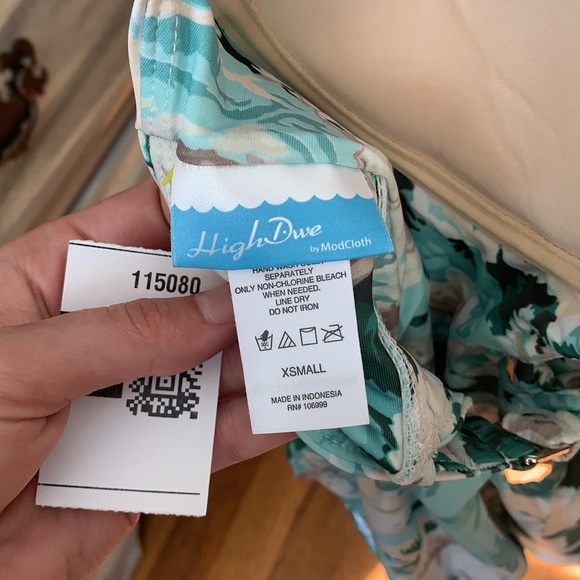 High Dive
by ModCloth
HAND WASH COLD
SEPARATELY
ONLY NON-CHLORINE BLEACH
WHEN NEEDED.
LINE DRY
DO NOT IRON
XSMALL
MADE IN INDONESIA
RN# 106999
115080